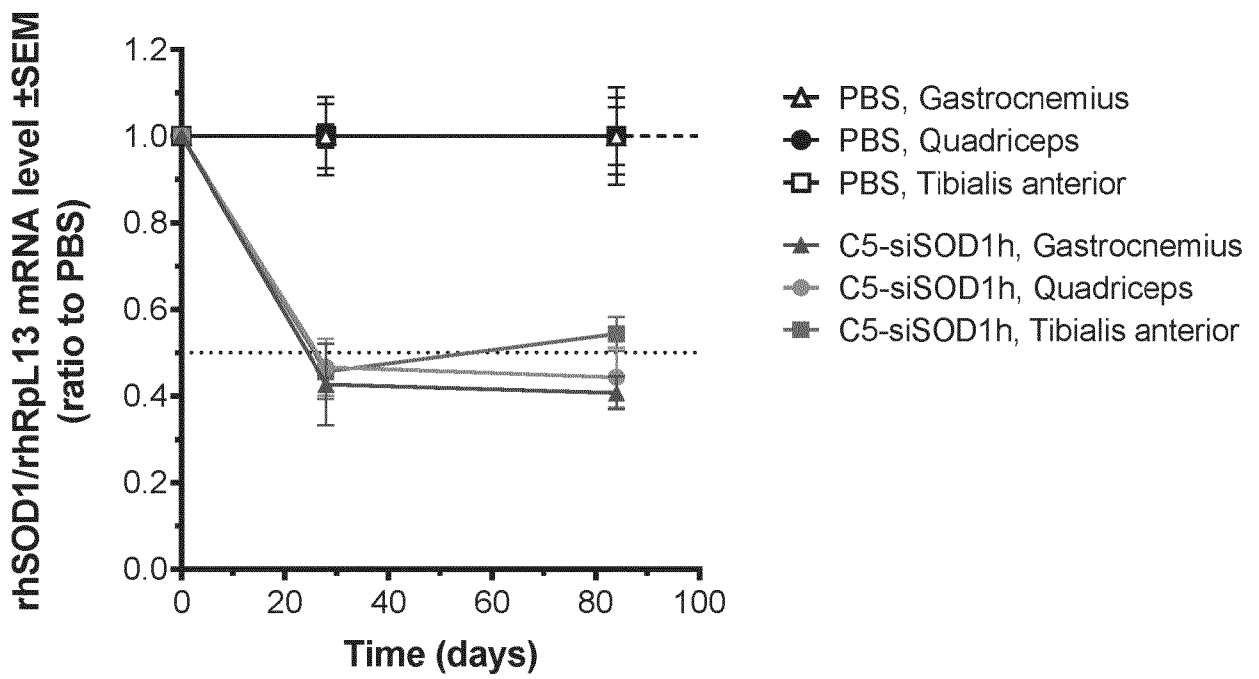 rhSOD1/rhRpL13 mRNA level ±SEM
(ratio to PBS)
1.2
1.0
0.8
0.6
0.4
0.2
0.0
0
20
40
60
80
100
Time (days)
PBS, Gastrocnemius
PBS, Quadriceps
PBS, Tibialis anterior
C5-siSOD1h, Gastrocnemius
C5-siSOD1h, Quadriceps
C5-siSOD1h, Tibialis anterior